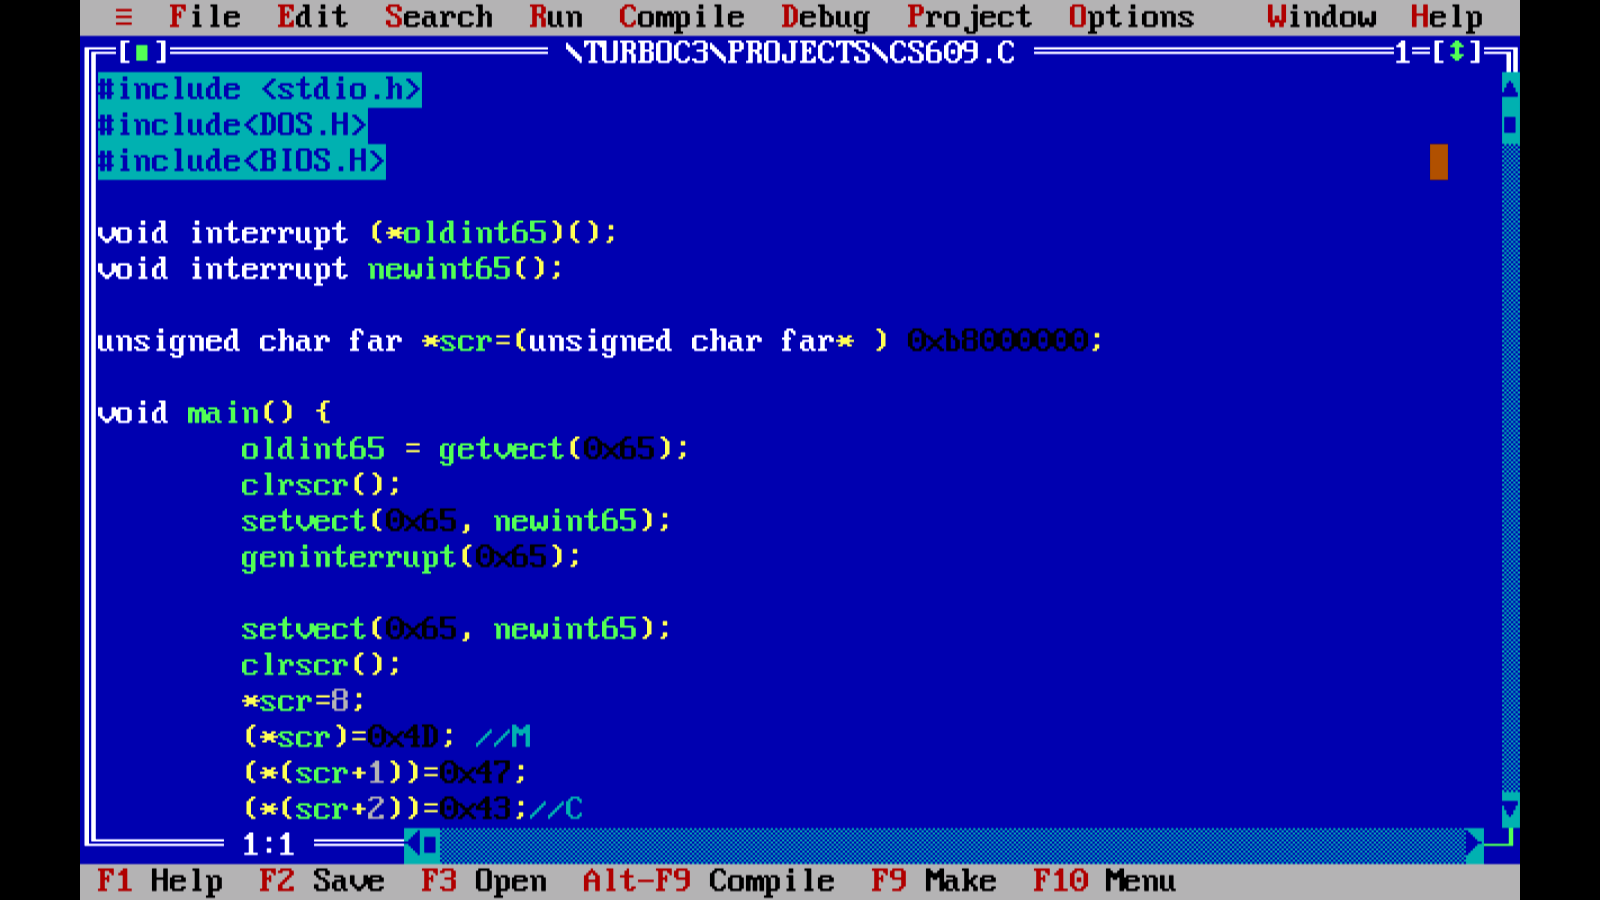 ≡ File Edit Search Run Compile Debug Project Options Window Help
[■] \TURBOC3\PROJECTS\CS609.C 1=[↕]
#include <stdio.h>
#include<DOS.H>
#include<BIOS.H>
void interrupt (*oldint65)();
void interrupt newint65();
unsigned char far *scr=(unsigned char far* ) 0xb8000000;
void main() {
oldint65 = getvect(0x65);
clrscr();
setvect(0x65, newint65);
geninterrupt(0x65);
setvect(0x65, newint65);
clrscr();
*scr=8;
(*scr)=0x4D; //M
(*(scr+1))=0x47;
(*(scr+2))=0x43;//C
1:1
F1 Help F2 Save F3 Open Alt-F9 Compile F9 Make F10 Menu